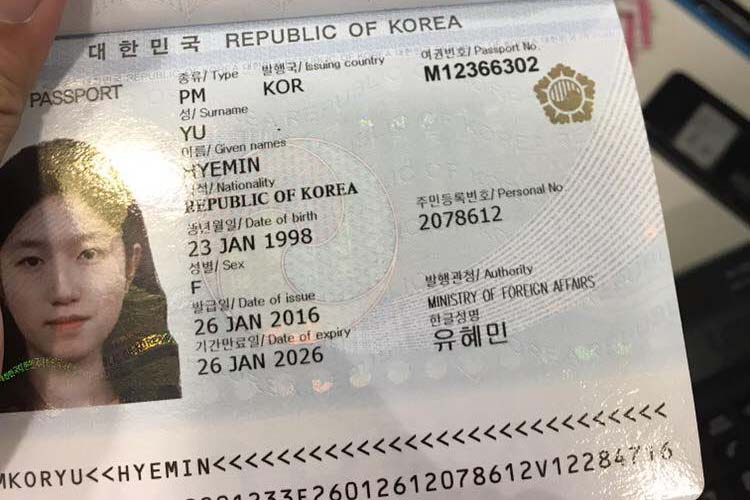 대한민국 REPUBLIC OF KOREA
PASSPORT
종류/ Type 발행국/ Issuing country 여권번호/ Passport No.
PM KOR M12366302
성/ Surname
YU
이름/ Given names
HYEMIN
국적/ Nationality
REPUBLIC OF KOREA
생년월일/ Date of birth 주민등록번호/ Personal No.
23 JAN 1998 2078612
성별/ Sex
F
발급일/ Date of issue 발행관청/ Authority
26 JAN 2016 MINISTRY OF FOREIGN AFFAIRS
기간만료일/ Date of expiry 한글성명
26 JAN 2026 유혜민
MKORYU<<HYEMIN<<<<<<<<<<<<<<<<<<<<<<<<<<<<<
01233F26012612078612V12284716